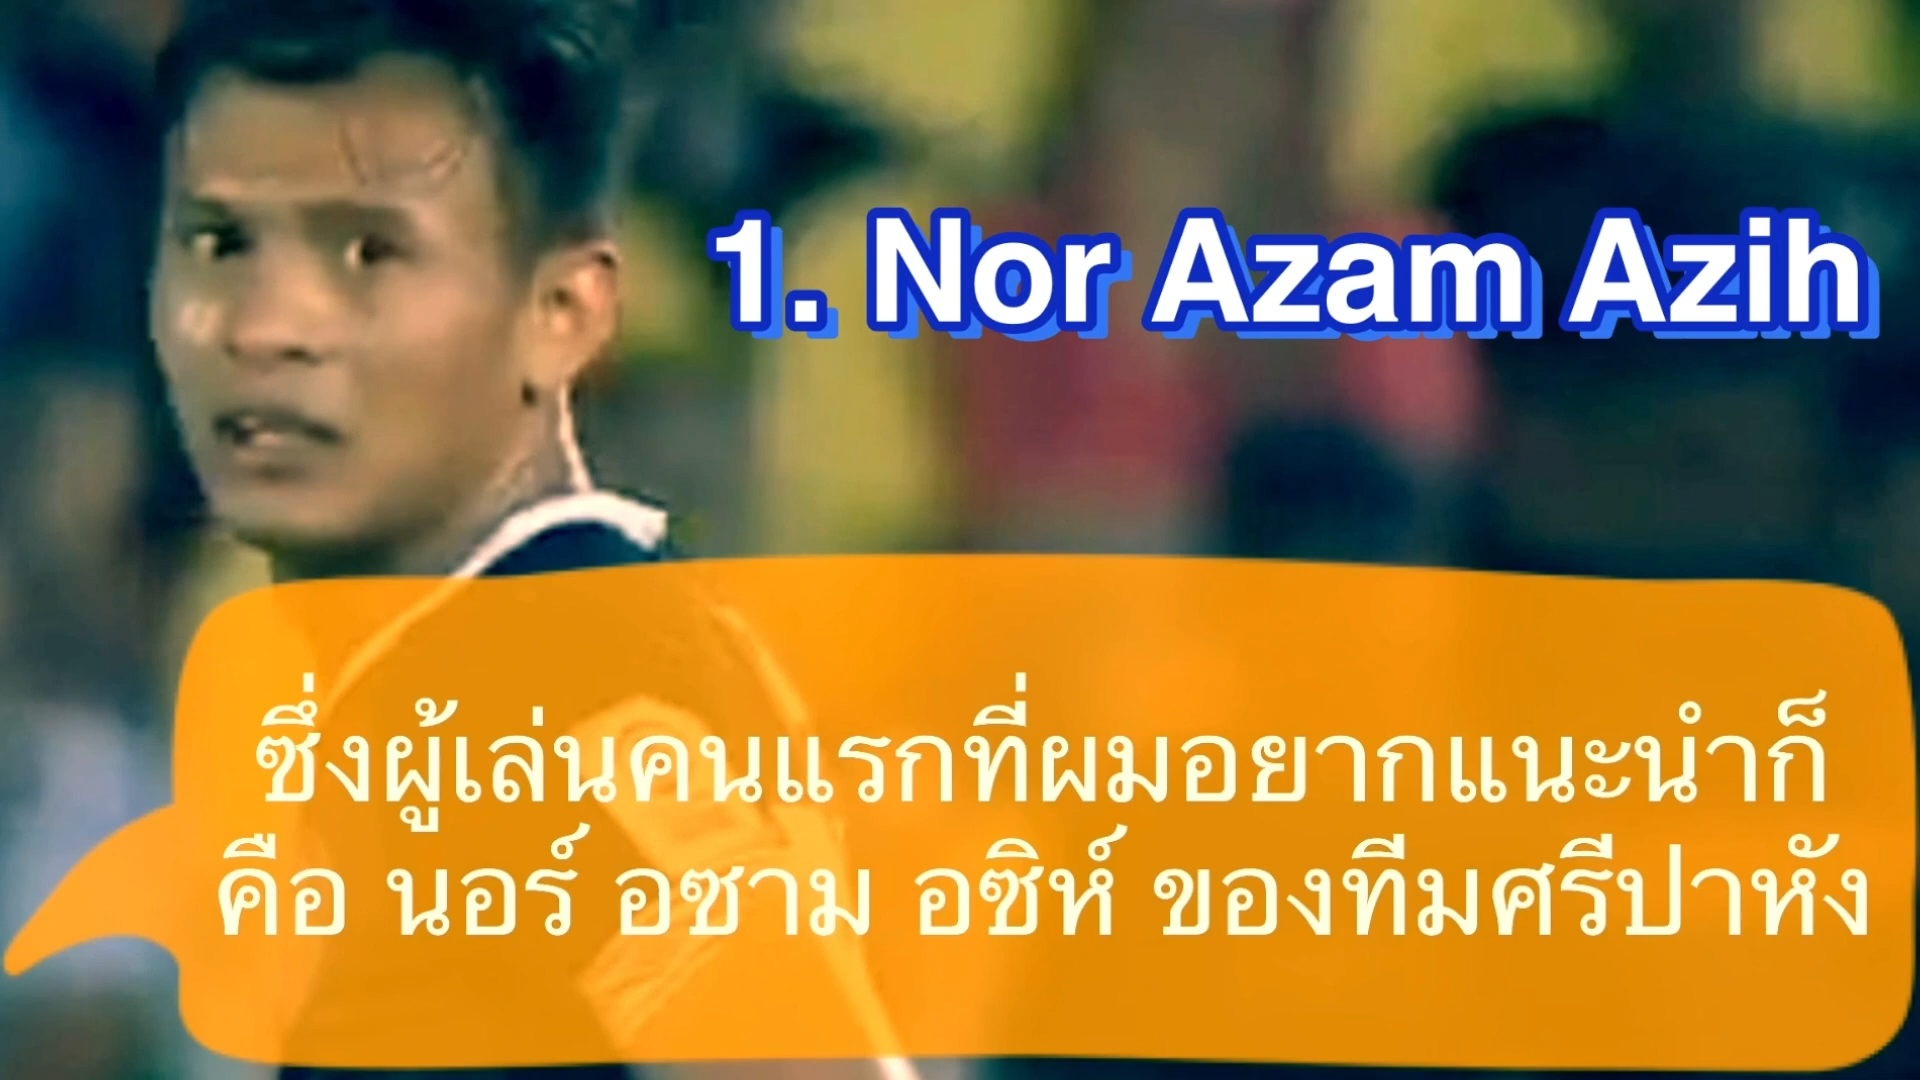 1. Nor Azam Azih
ซึ่งผู้เล่นคนแรกที่ผมอยากแนะนำก็
คือ นอร์ อซาม อซิห์ ของทีมศรีปาหัง